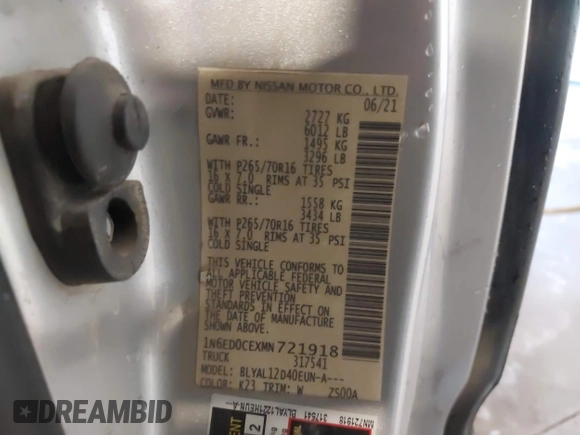 MFD BY NISSAN MOTOR CO., LTD.
DATE: 06/21
GVWR: 2727 KG
6012 LB
GAWR FR.: 1495 KG
3296 LB
WITH P265/70R16 TIRES
16 X 7.0 RIMS AT 35 PSI
COLD SINGLE
GAWR RR.: 1558 KG
3434 LB
WITH P265/70R16 TIRES
16 X 7.0 RIMS AT 35 PSI
COLD SINGLE
THIS VEHICLE CONFORMS TO
ALL APPLICABLE FEDERAL
MOTOR VEHICLE SAFETY AND
THEFT PREVENTION
STANDARDS IN EFFECT ON
THE DATE OF MANUFACTURE
SHOWN ABOVE
1N6ED0CEXMN721918
TRUCK 317541
MODEL: BLYAL12D40EUN-A---
COLOR: K23 TRIM: W ZS00A
MN721918
317541
DREAMBID